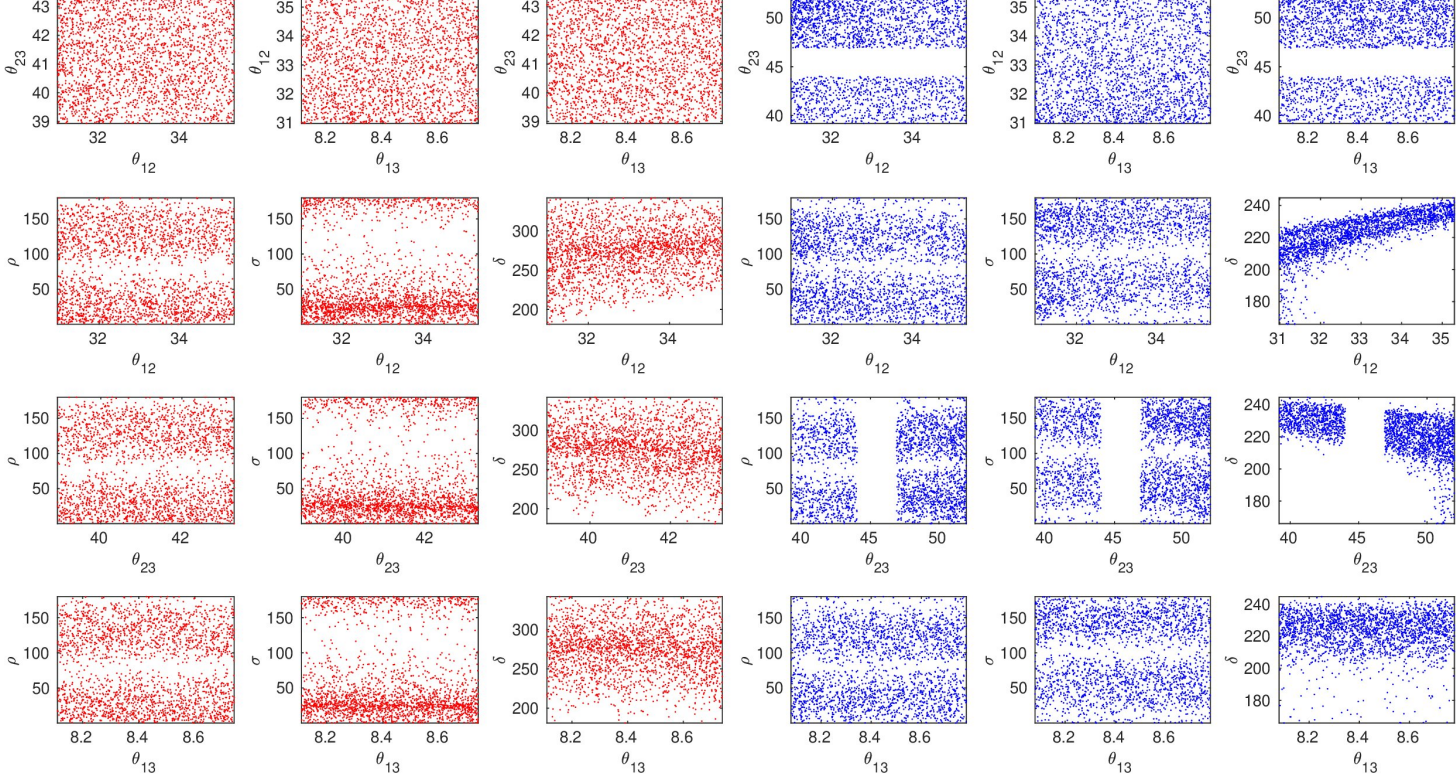 43 42 41 40 39 θ23 32 34 θ12
35 34 33 32 31 θ12 8.2 8.4 8.6 θ13
43 42 41 40 39 θ23 8.2 8.4 8.6 θ13
50 45 40 θ23 32 34 θ12
35 34 33 32 31 θ12 8.2 8.4 8.6 θ13
50 45 40 θ23 8.2 8.4 8.6 θ13
150 100 50 ρ 32 34 θ12
150 100 50 σ 32 34 θ12
300 250 200 δ 32 34 θ12
150 100 50 ρ 32 34 θ12
150 100 50 σ 32 34 θ12
240 220 200 180 δ 31 32 33 34 35 θ12
150 100 50 ρ 40 42 θ23
150 100 50 σ 40 42 θ23
300 250 200 δ 40 42 θ23
150 100 50 ρ 40 45 50 θ23
150 100 50 σ 40 45 50 θ23
240 220 200 180 δ 40 45 50 θ23
150 100 50 ρ 8.2 8.4 8.6 θ13
150 100 50 σ 8.2 8.4 8.6 θ13
300 250 200 δ 8.2 8.4 8.6 θ13
150 100 50 ρ 8.2 8.4 8.6 θ13
150 100 50 σ 8.2 8.4 8.6 θ13
240 220 200 180 δ 8.2 8.4 8.6 θ13